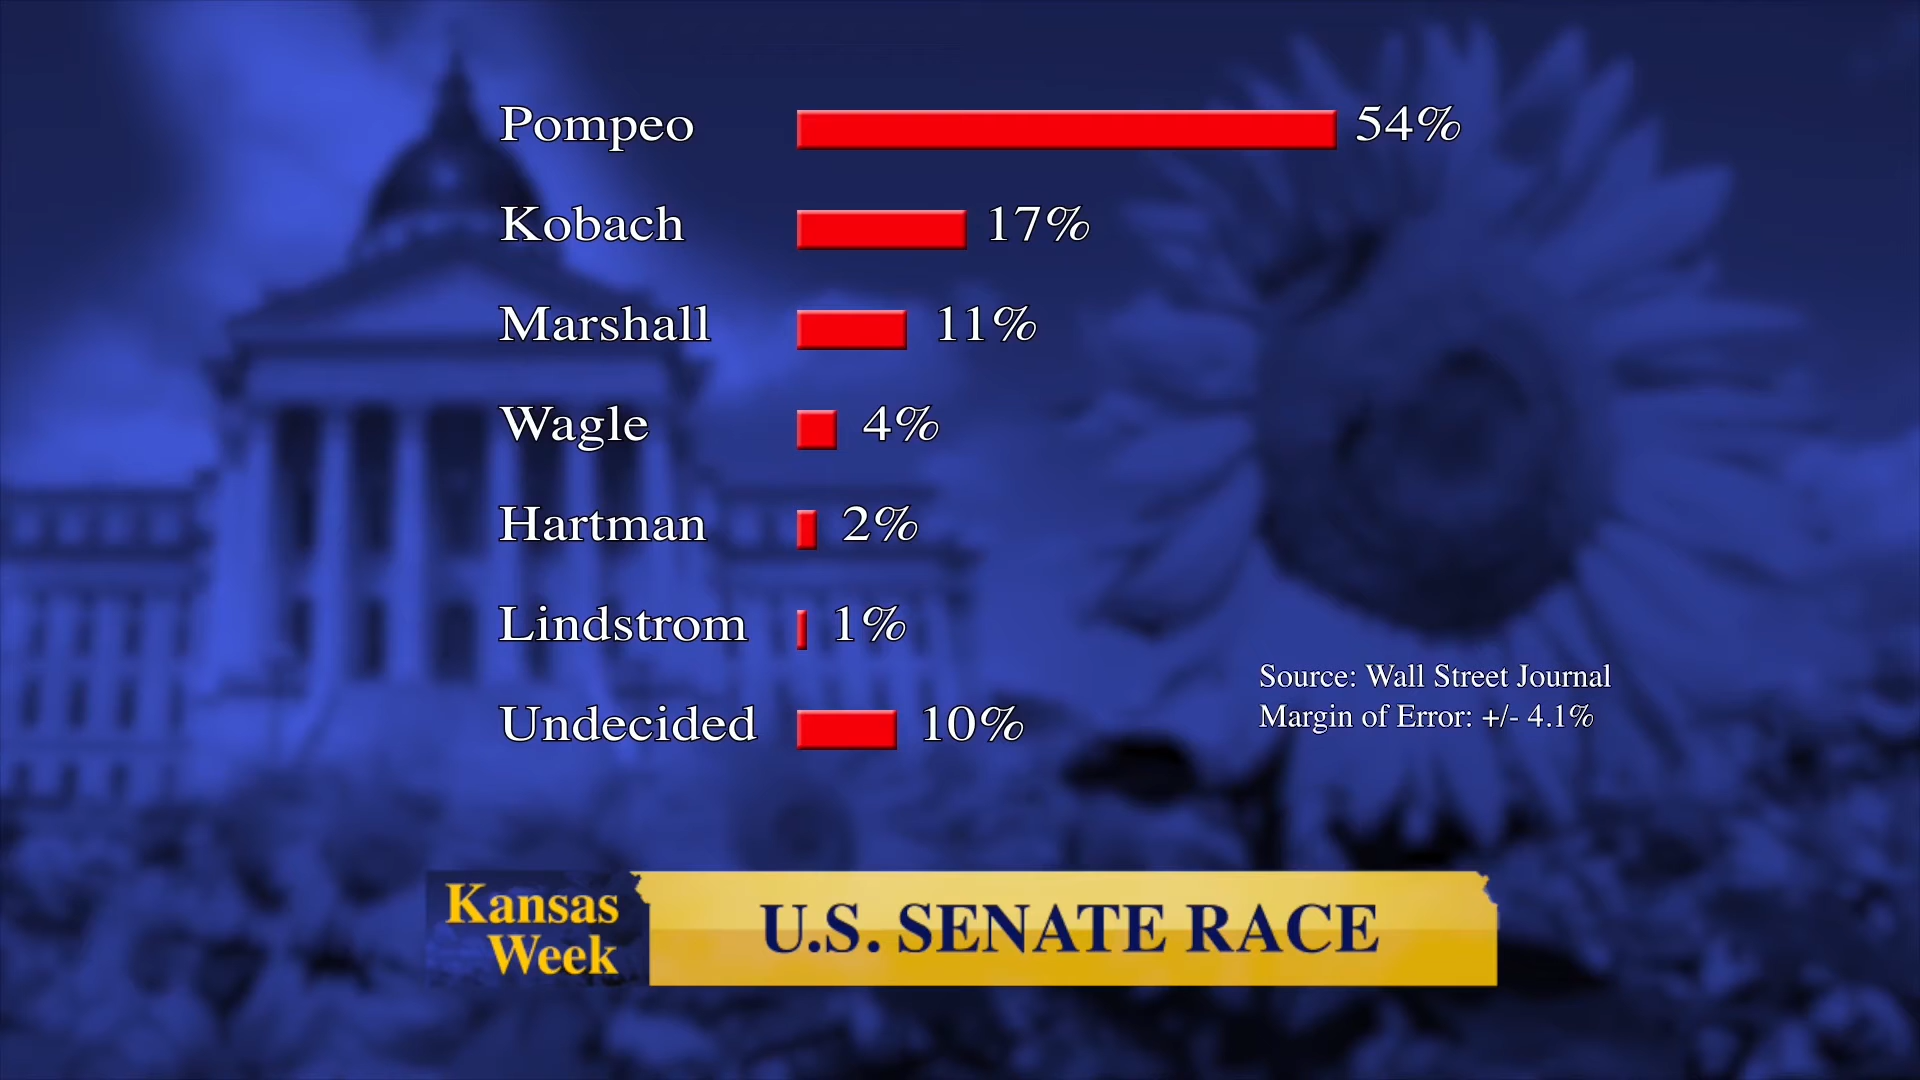 Pompeo 54%
Kobach 17%
Marshall 11%
Wagle 4%
Hartman 2%
Lindstrom 1%
Undecided 10%
Source: Wall Street Journal
Margin of Error: +/- 4.1%
Kansas
Week
U.S. SENATE RACE